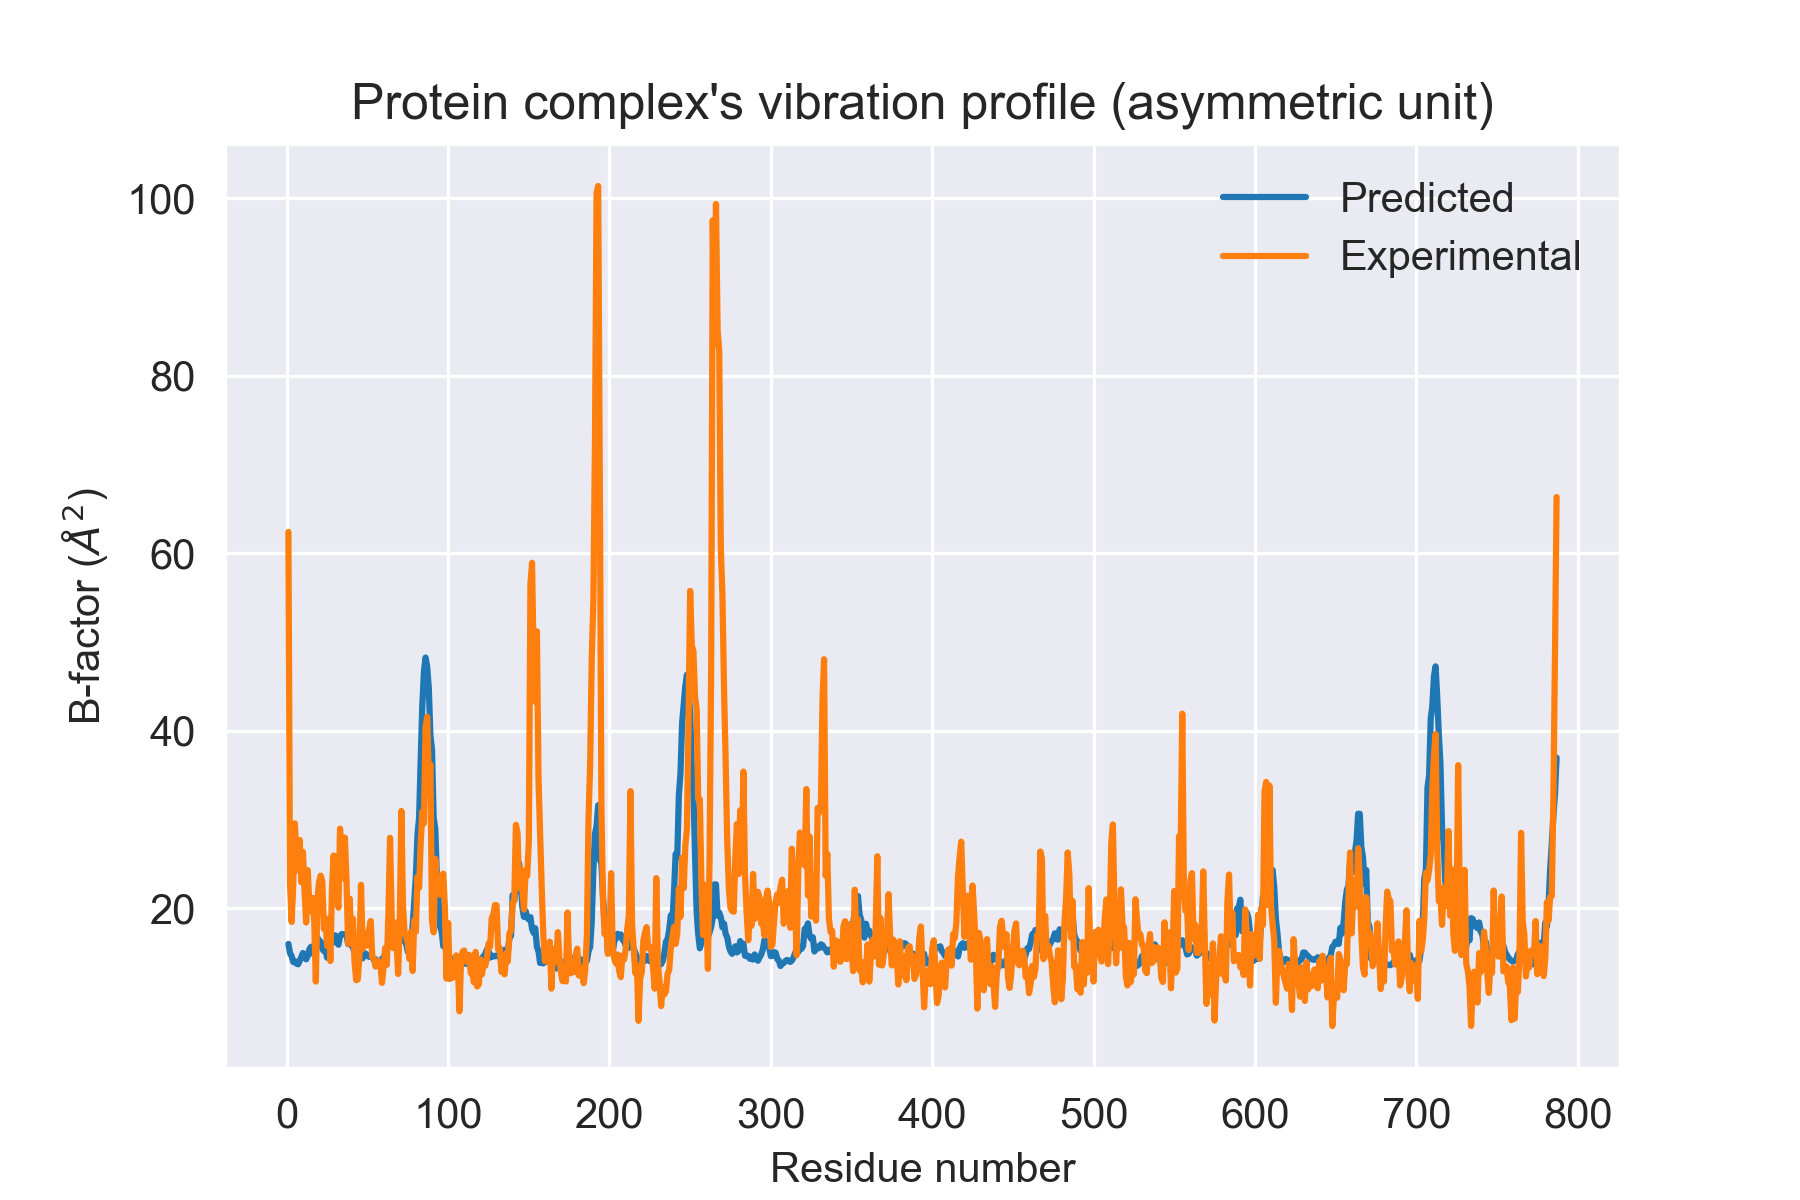 Protein complex's vibration profile (asymmetric unit)
Predicted
Experimental
100
80
60
40
20
B-factor (Å²)
0 100 200 300 400 500 600 700 800
Residue number